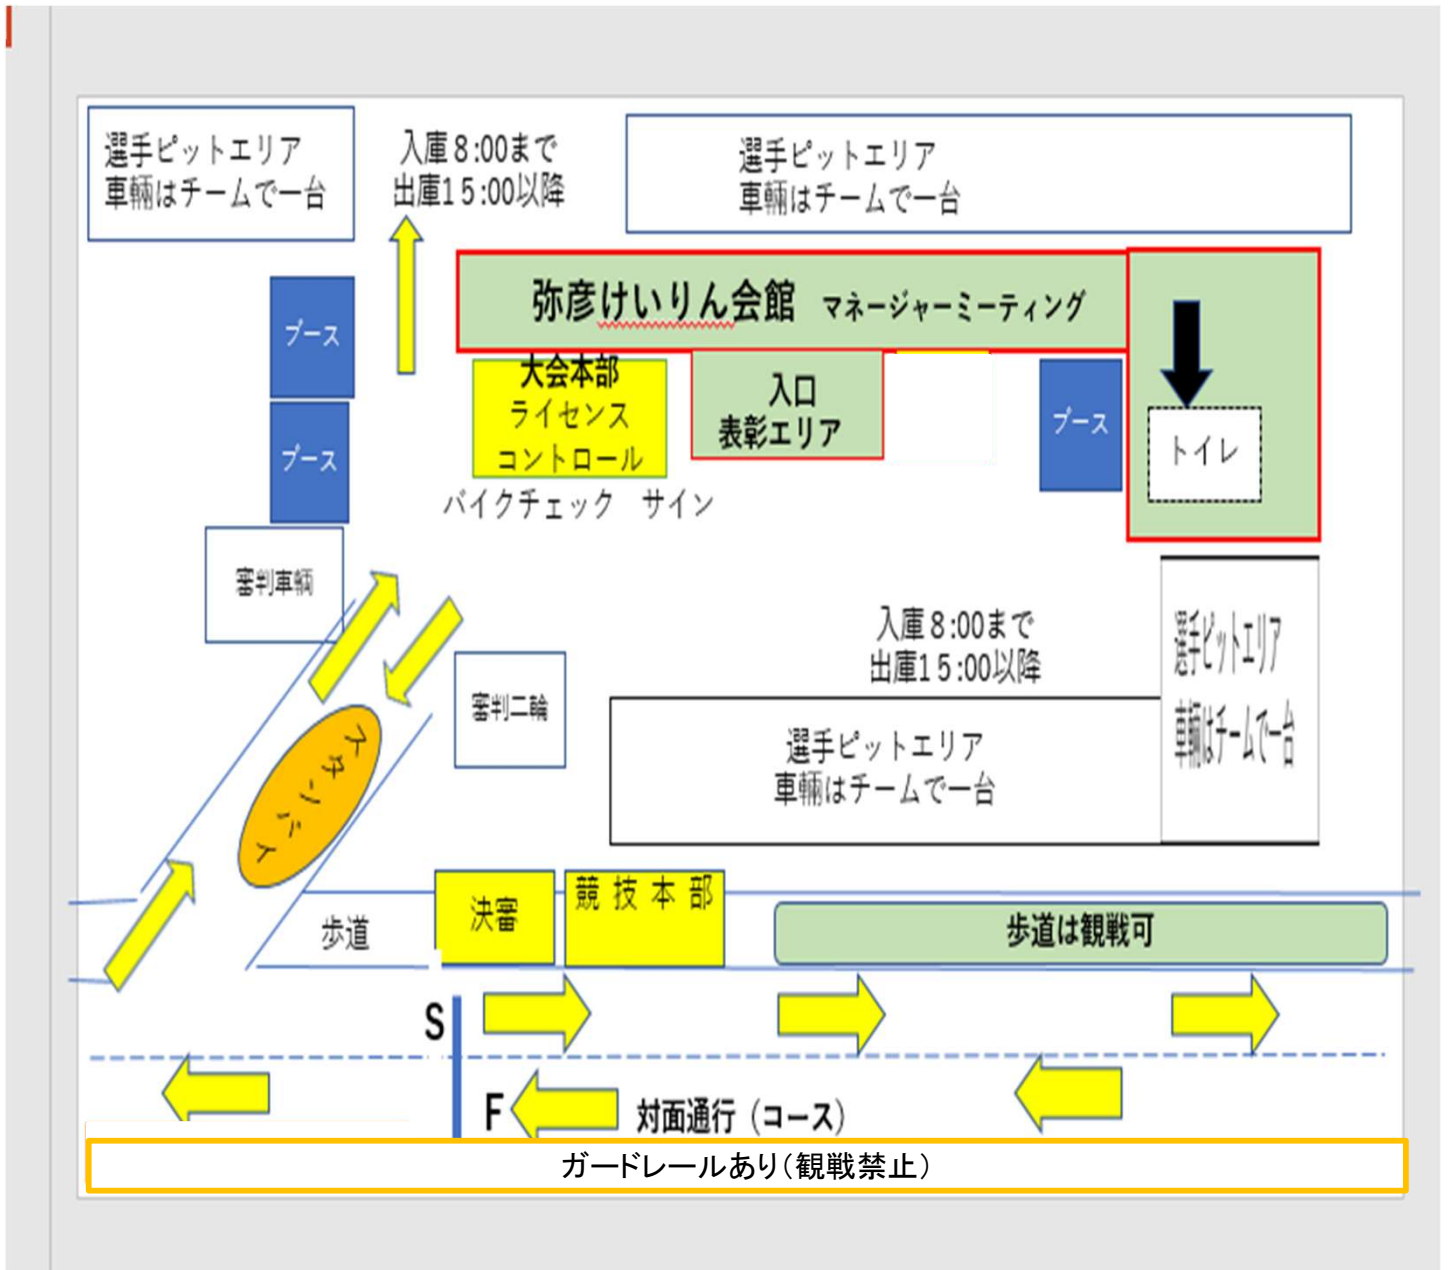 選手ピットエリア
車輛はチームで一台
入庫8:00まで
出庫15:00以降
選手ピットエリア
車輛はチームで一台
弥彦けいりん会館 マネージャーミーティング
ブース
ブース
大会本部
ライセンス
コントロール
バイクチェック サイン
入口
表彰エリア
ブース
トイレ
審判車輌
審判二輪
スタンバイ
入庫8:00まで
出庫15:00以降
選手ピットエリア
車輛はチームで一台
選手ピットエリア
車輛はチームで一台
歩道
決審
競技本部
歩道は観戦可
S
F
対面通行（コース）
ガードレールあり（観戦禁止）